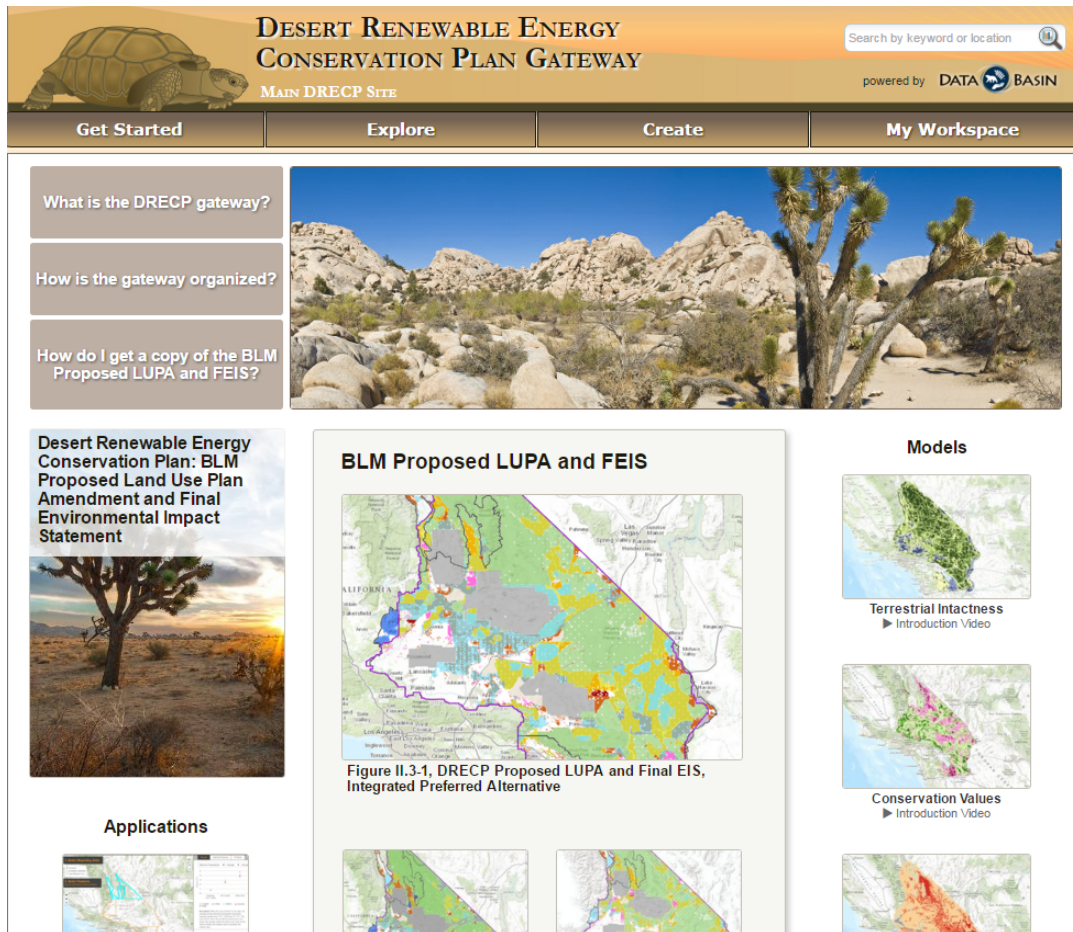 DESERT RENEWABLE ENERGY
CONSERVATION PLAN GATEWAY
MAIN DRECP SITE
Search by keyword or location
powered by DATA BASIN
Get Started
Explore
Create
My Workspace
What is the DRECP gateway?
How is the gateway organized?
How do I get a copy of the BLM
Proposed LUPA and FEIS?
Desert Renewable Energy
Conservation Plan: BLM
Proposed Land Use Plan
Amendment and Final
Environmental Impact
Statement
Applications
BLM Proposed LUPA and FEIS
Figure II.3-1, DRECP Proposed LUPA and Final EIS,
Integrated Preferred Alternative
Models
Terrestrial Intactness
▶ Introduction Video
Conservation Values
▶ Introduction Video